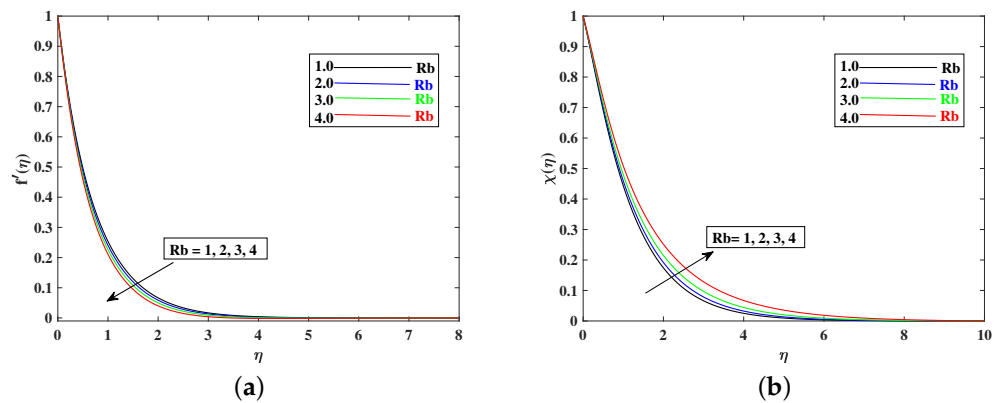 1
0.9
0.8
0.7
0.6
0.5
0.4
0.3
0.2
0.1
0
f′(η)
1.0 Rb
2.0 Rb
3.0 Rb
4.0 Rb
Rb = 1, 2, 3, 4
0 1 2 3 4 5 6 7 8
η
(a)
1
0.9
0.8
0.7
0.6
0.5
0.4
0.3
0.2
0.1
0
χ(η)
1.0 Rb
2.0 Rb
3.0 Rb
4.0 Rb
Rb= 1, 2, 3, 4
0 2 4 6 8 10
η
(b)